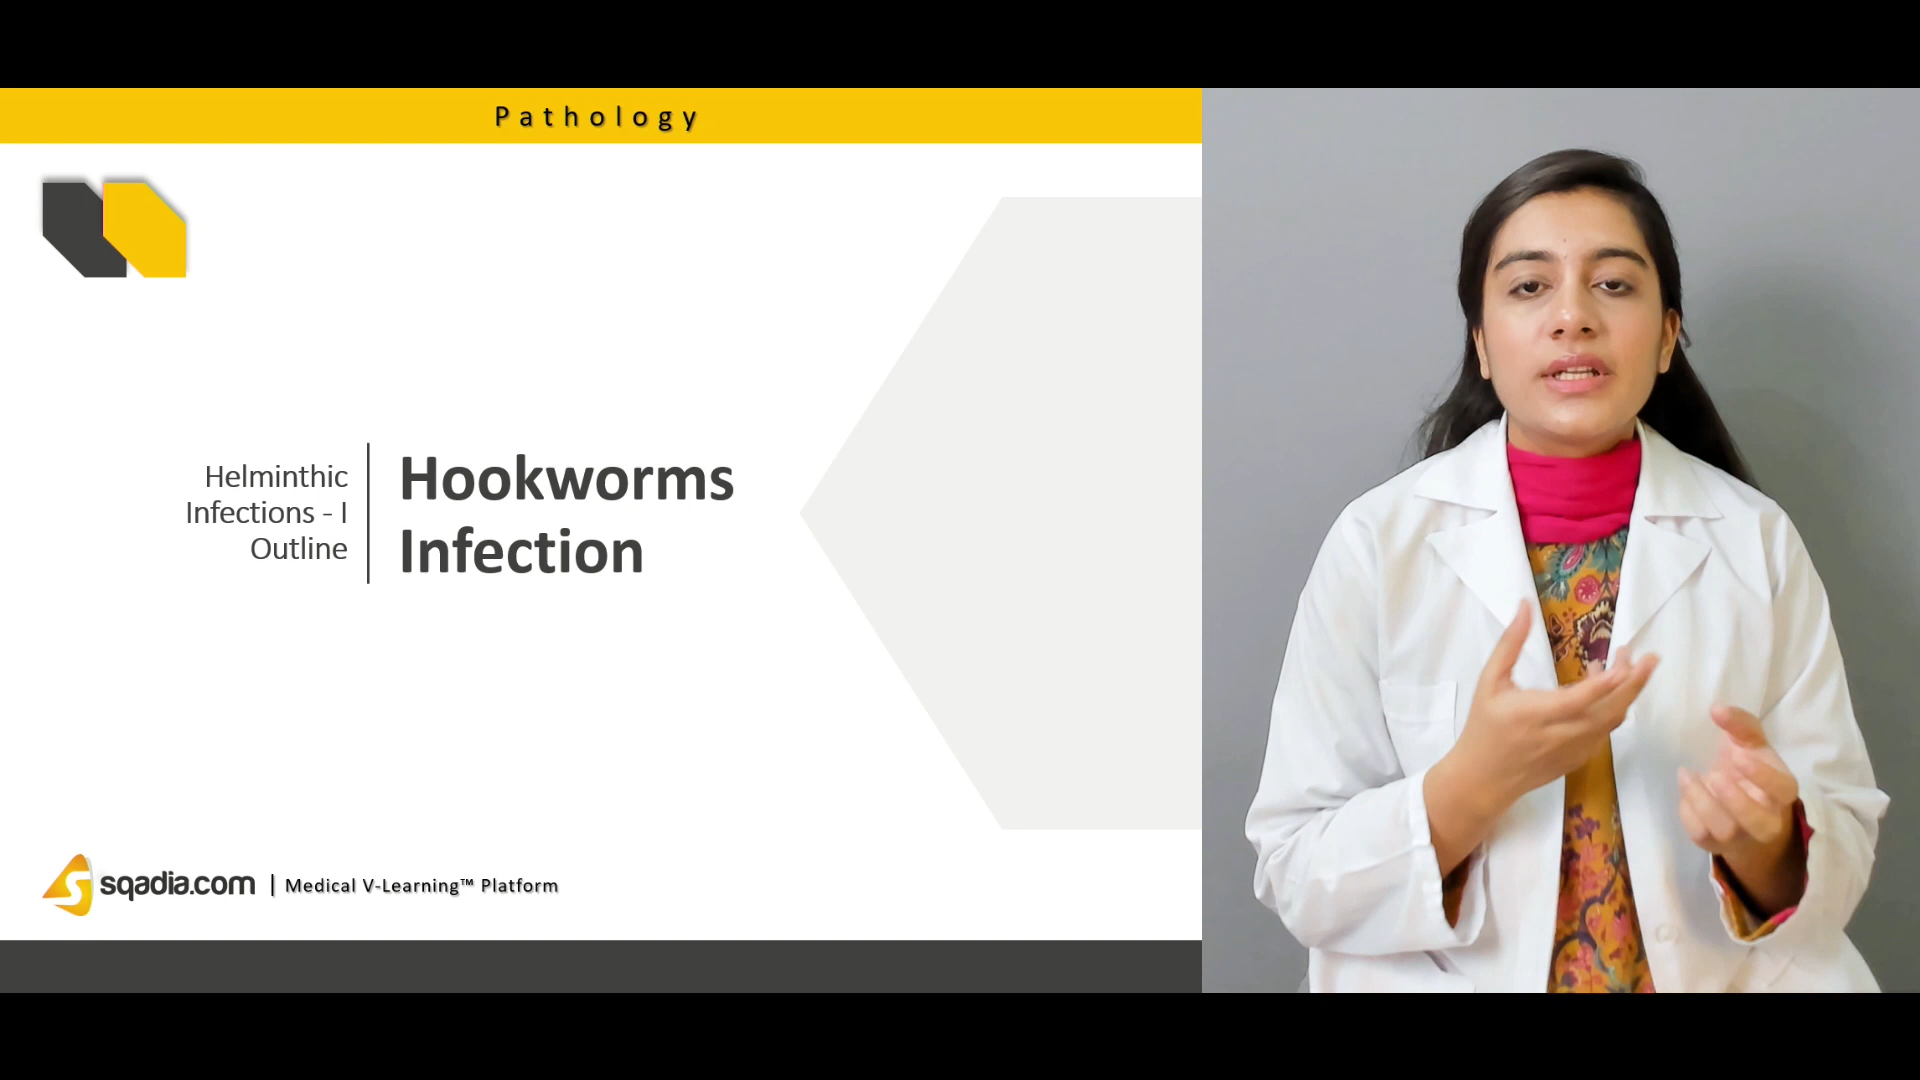 Pathology
Helminthic
Infections - I
Outline
Hookworms
Infection
sqadia.com | Medical V-Learning™ Platform